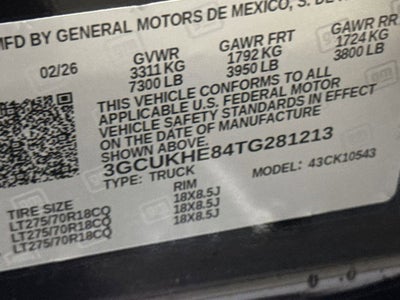 MFD BY GENERAL MOTORS DE MEXICO, S. DE
02/26 GVWR GAWR FRT GAWR RR
3311 KG 1792 KG 1724 KG
7300 LB 3950 LB 3800 LB
THIS VEHICLE CONFORMS TO ALL
APPLICABLE U.S. FEDERAL MOTOR
VEHICLE SAFETY STANDARDS IN EFFECT
ON THE DATE OF MANUFACTURE
SHOWN ABOVE.
3GCUKHE84TG281213
TYPE: TRUCK MODEL: 43CK10543
TIRE SIZE RIM
LT275/70R18CQ 18X8.5J
LT275/70R18CQ 18X8.5J
LT275/70R18CQ 18X8.5J